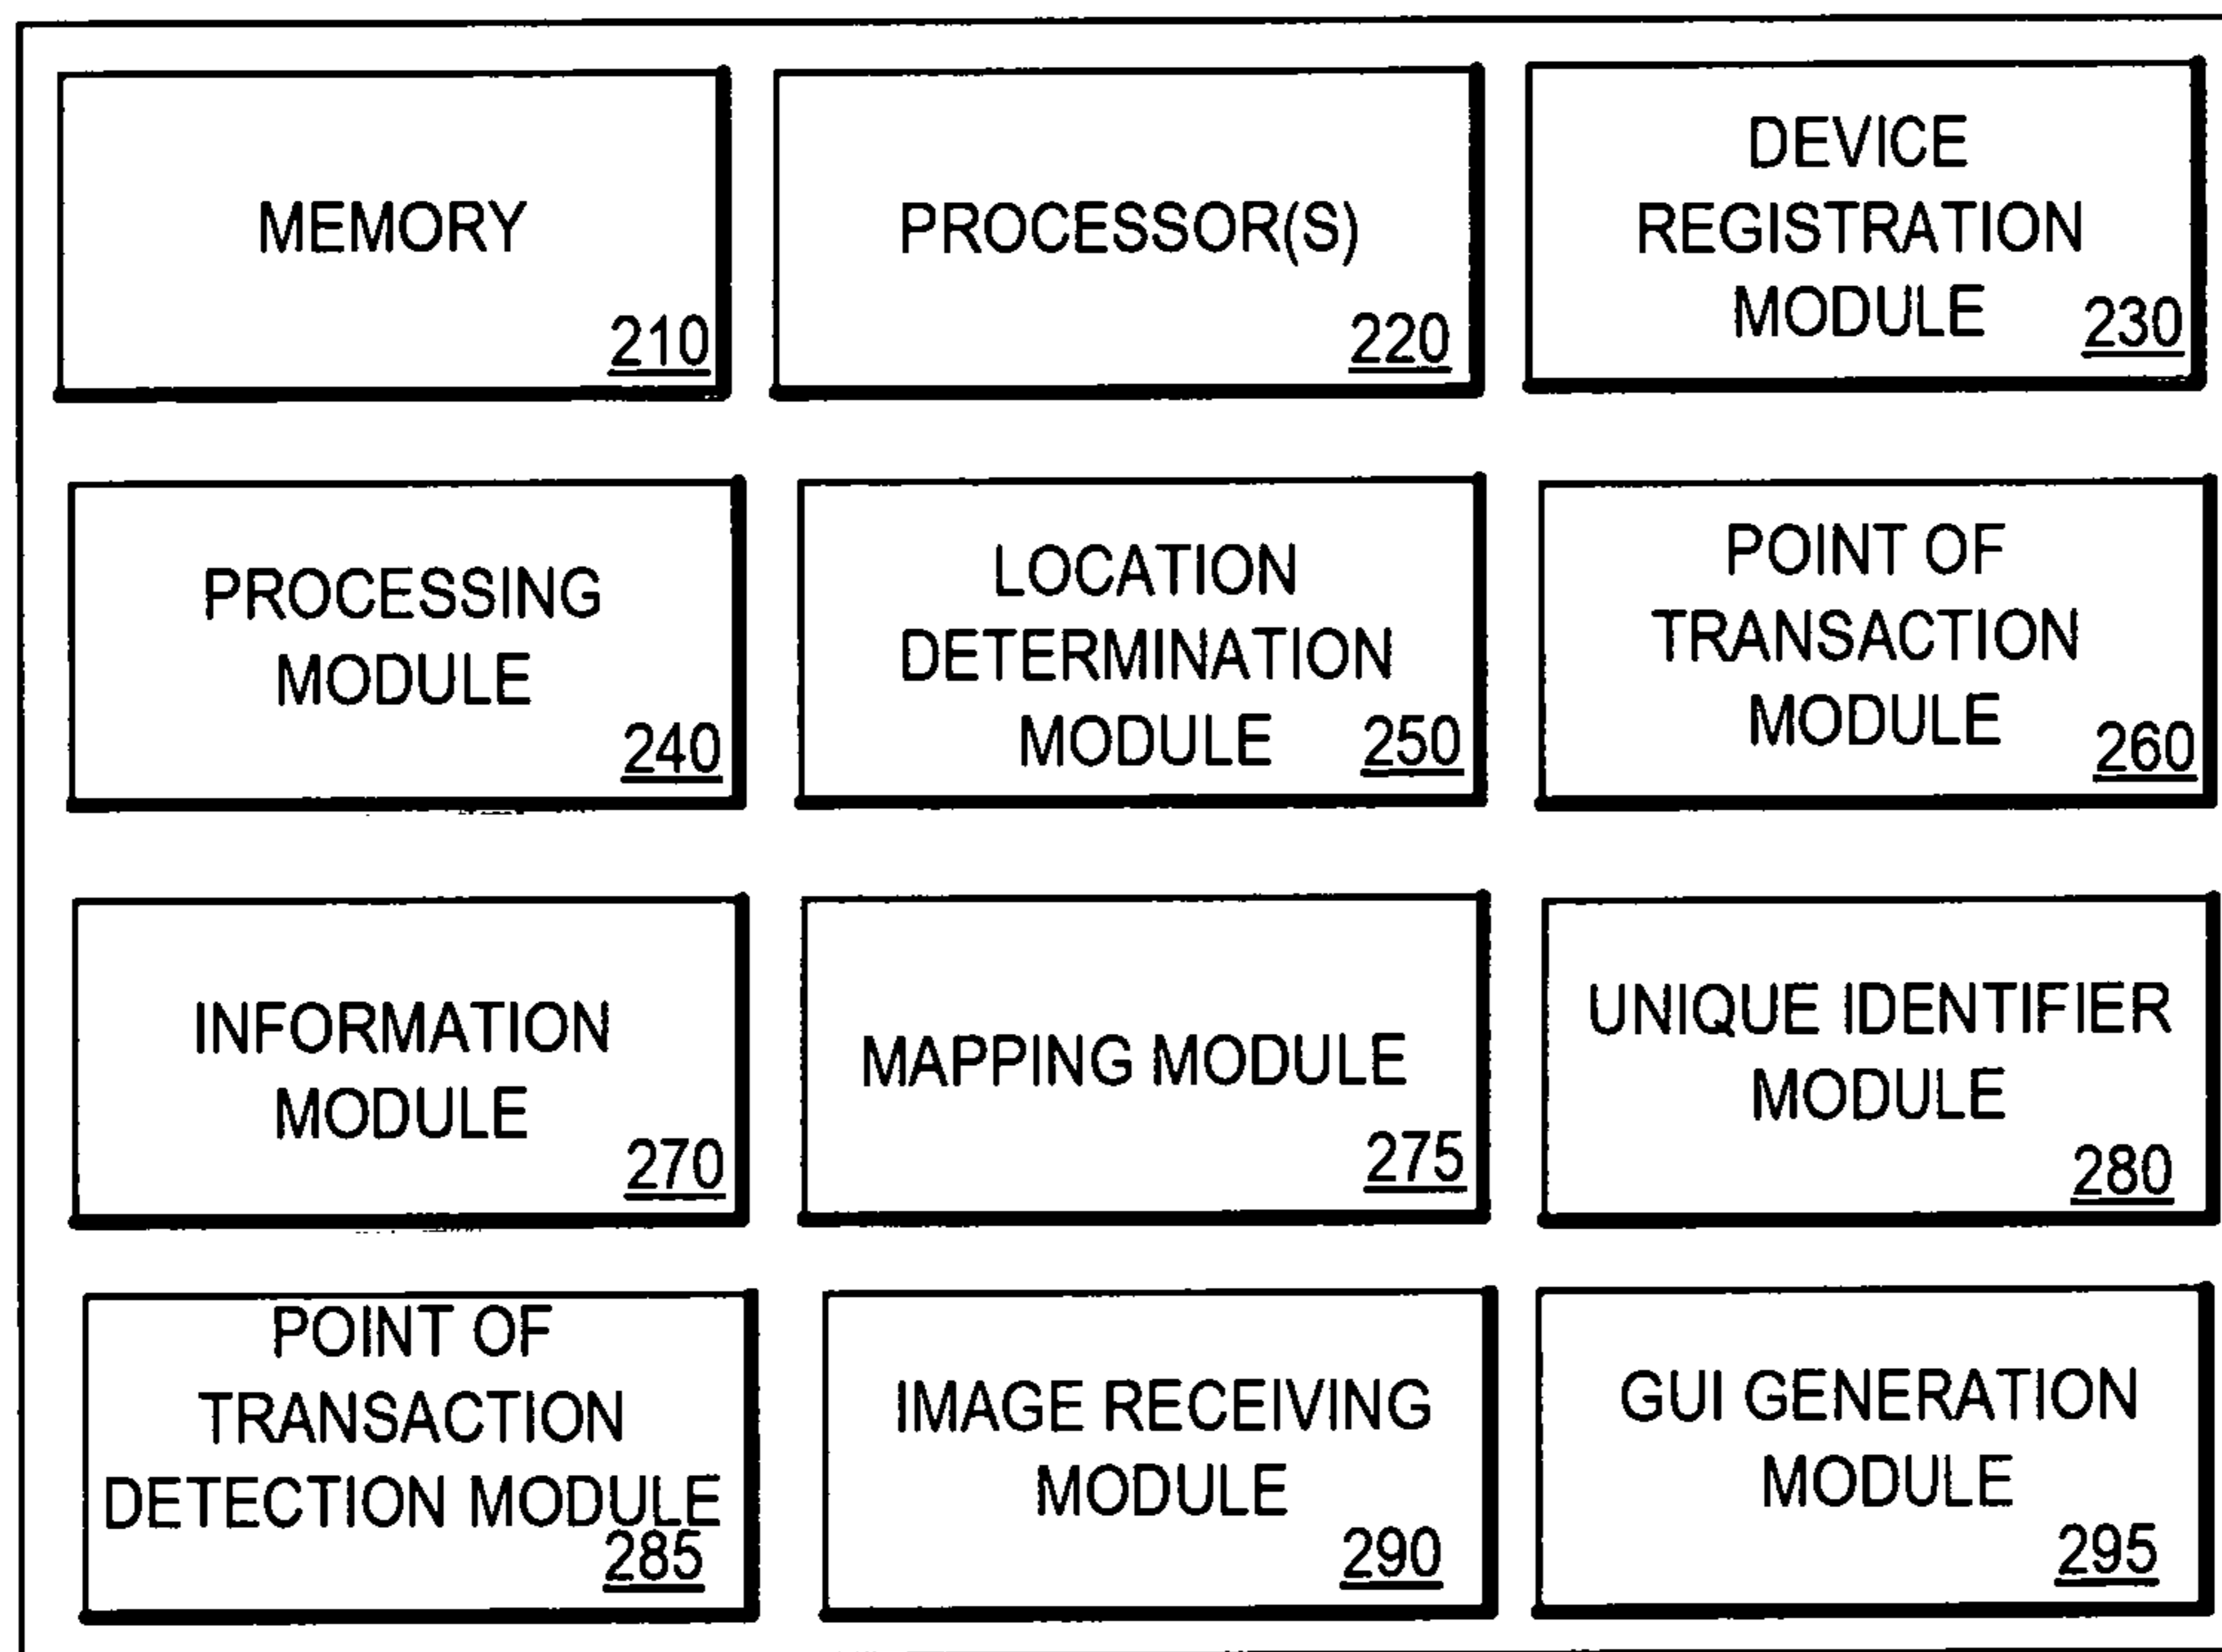 MEMORY
210
PROCESSOR(S)
220
DEVICE
REGISTRATION
MODULE 230
PROCESSING
MODULE
240
LOCATION
DETERMINATION
MODULE 250
POINT OF
TRANSACTION
MODULE
260
INFORMATION
MODULE
270
MAPPING MODULE
275
UNIQUE IDENTIFIER
MODULE
280
POINT OF
TRANSACTION
DETECTION MODULE
285
IMAGE RECEIVING
MODULE
290
GUI GENERATION
MODULE
295